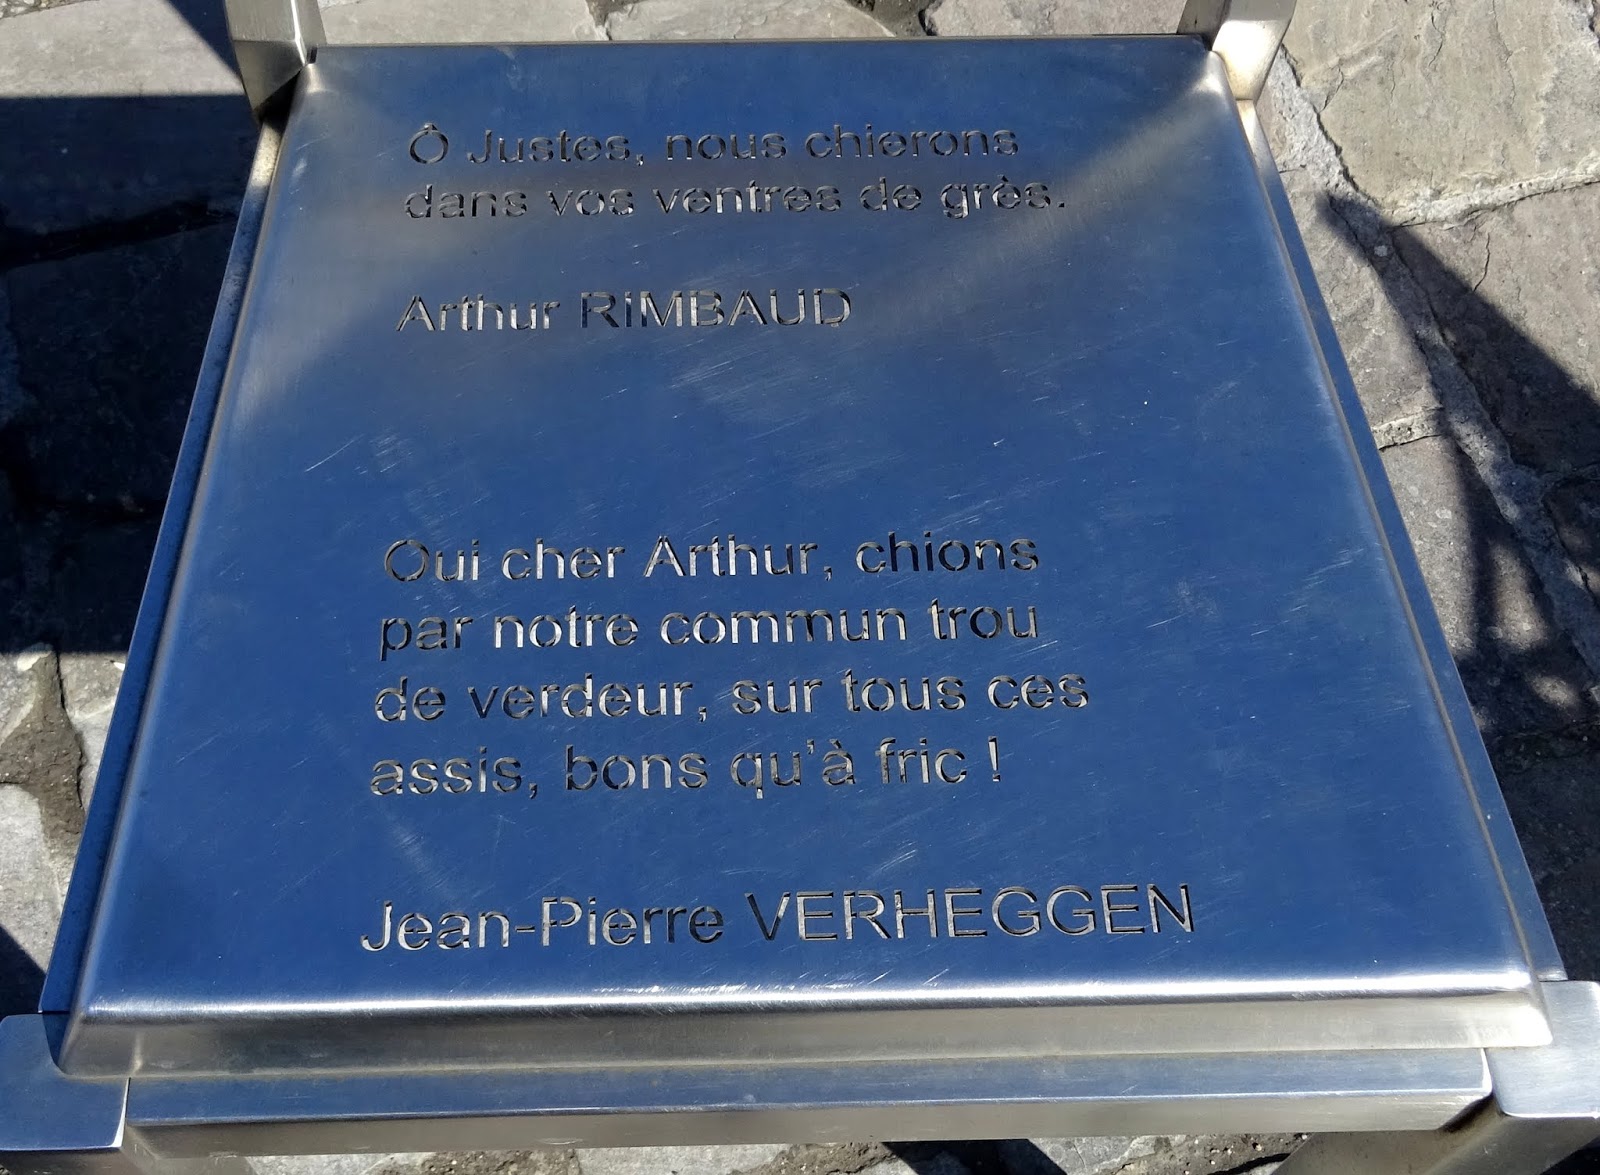 Ô Justes, nous chierons
dans vos ventres de grès.
Arthur RIMBAUD
Oui cher Arthur, chions
par notre commun trou
de verdeur, sur tous ces
assis, bons qu'à fric !
Jean-Pierre VERHEGGEN